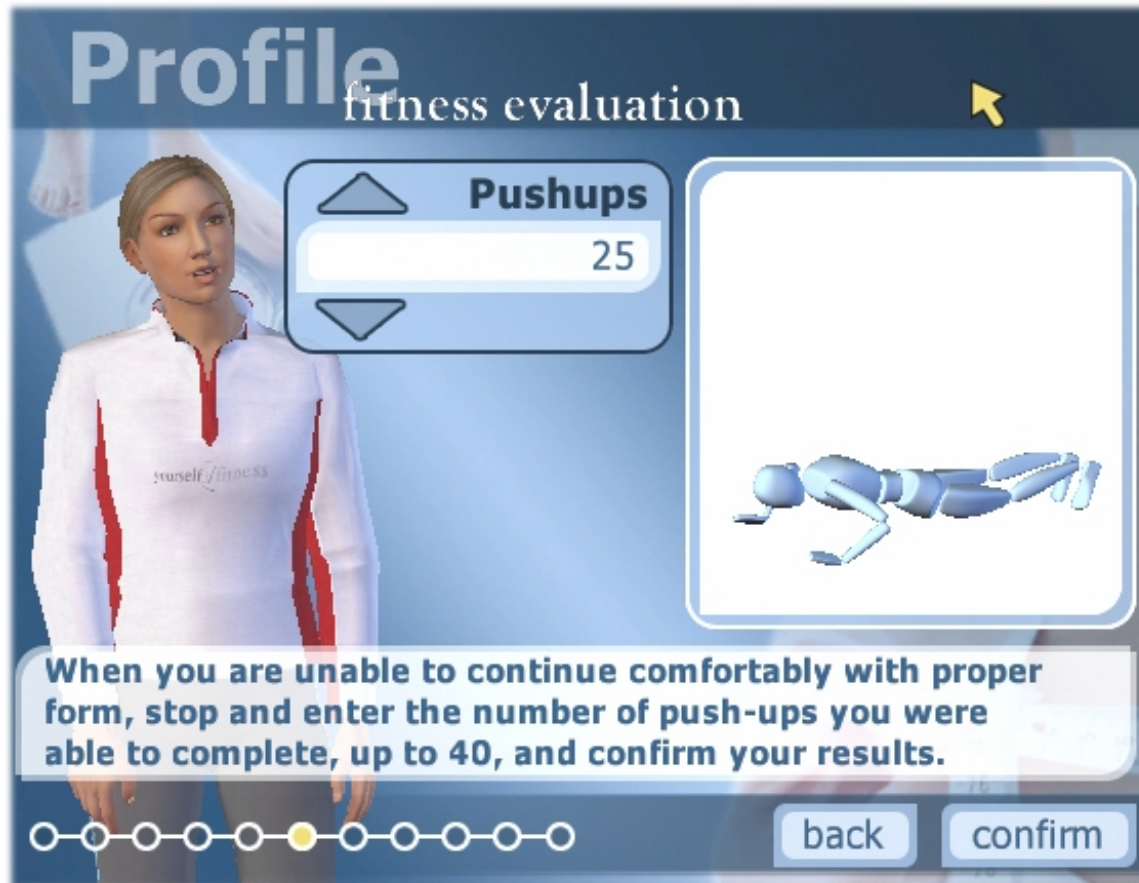 Profile
fitness evaluation
Pushups
25
yourself fitness
When you are unable to continue comfortably with proper
form, stop and enter the number of push-ups you were
able to complete, up to 40, and confirm your results.
back
confirm